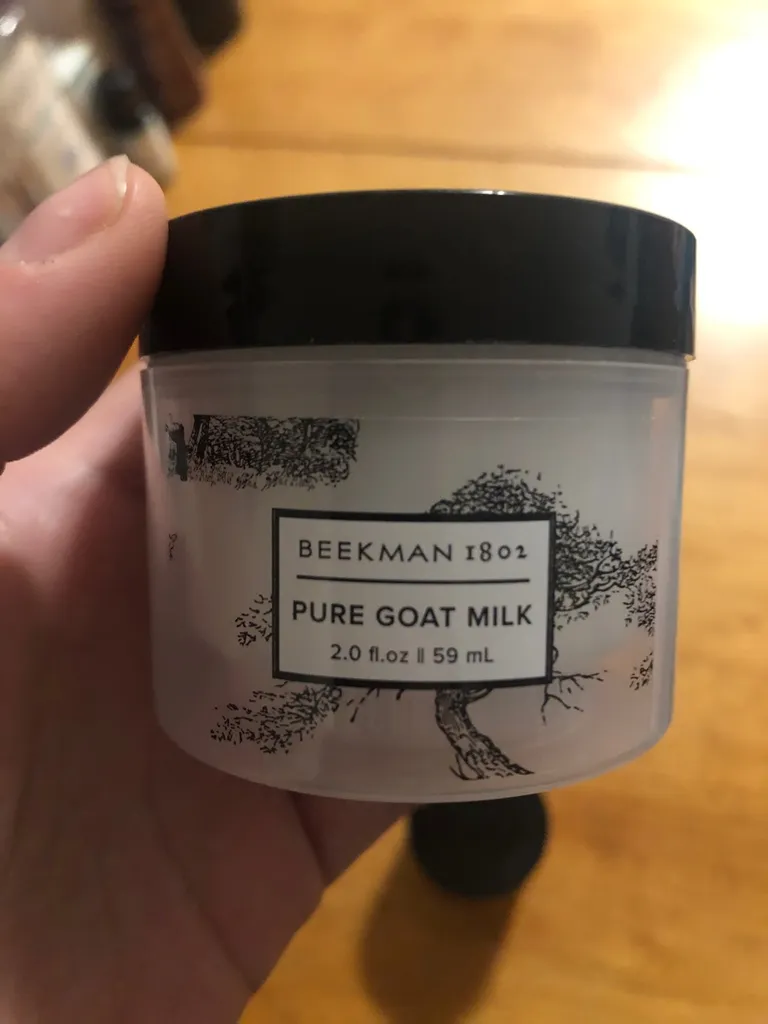 BEEKMAN 1802
PURE GOAT MILK
2.0 fl.oz || 59 mL